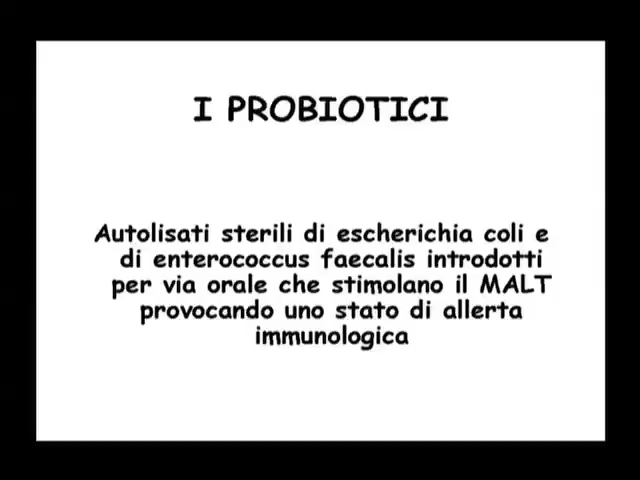 I PROBIOTICI
Autolisati sterili di escherichia coli e
di enterococcus faecalis introdotti
per via orale che stimolano il MALT
provocando uno stato di allerta
immunologica